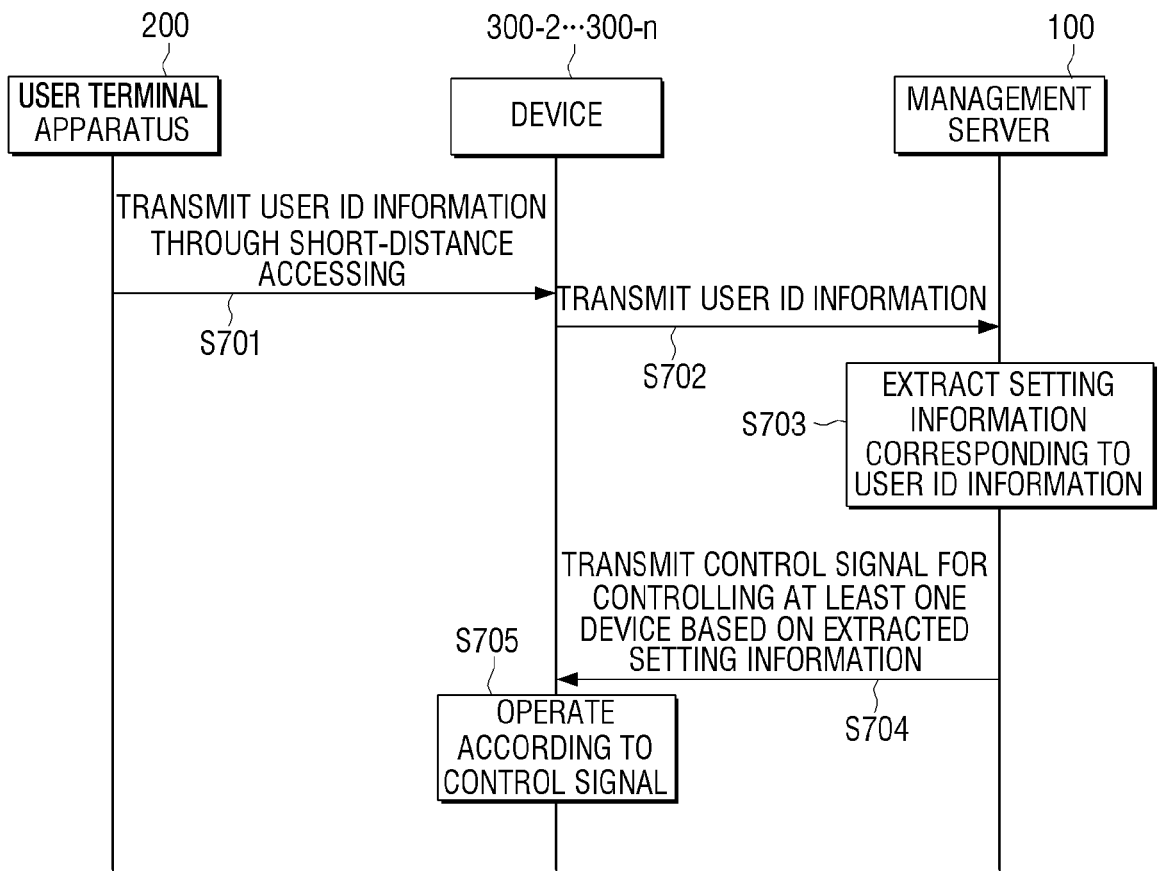 200
300-2···300-n
100
USER TERMINAL
APPARATUS
DEVICE
MANAGEMENT
SERVER
TRANSMIT USER ID INFORMATION
THROUGH SHORT-DISTANCE
ACCESSING
S701
TRANSMIT USER ID INFORMATION
S702
S703
EXTRACT SETTING
INFORMATION
CORRESPONDING TO
USER ID INFORMATION
TRANSMIT CONTROL SIGNAL FOR
CONTROLLING AT LEAST ONE
DEVICE BASED ON EXTRACTED
SETTING INFORMATION
S704
S705
OPERATE
ACCORDING TO
CONTROL SIGNAL